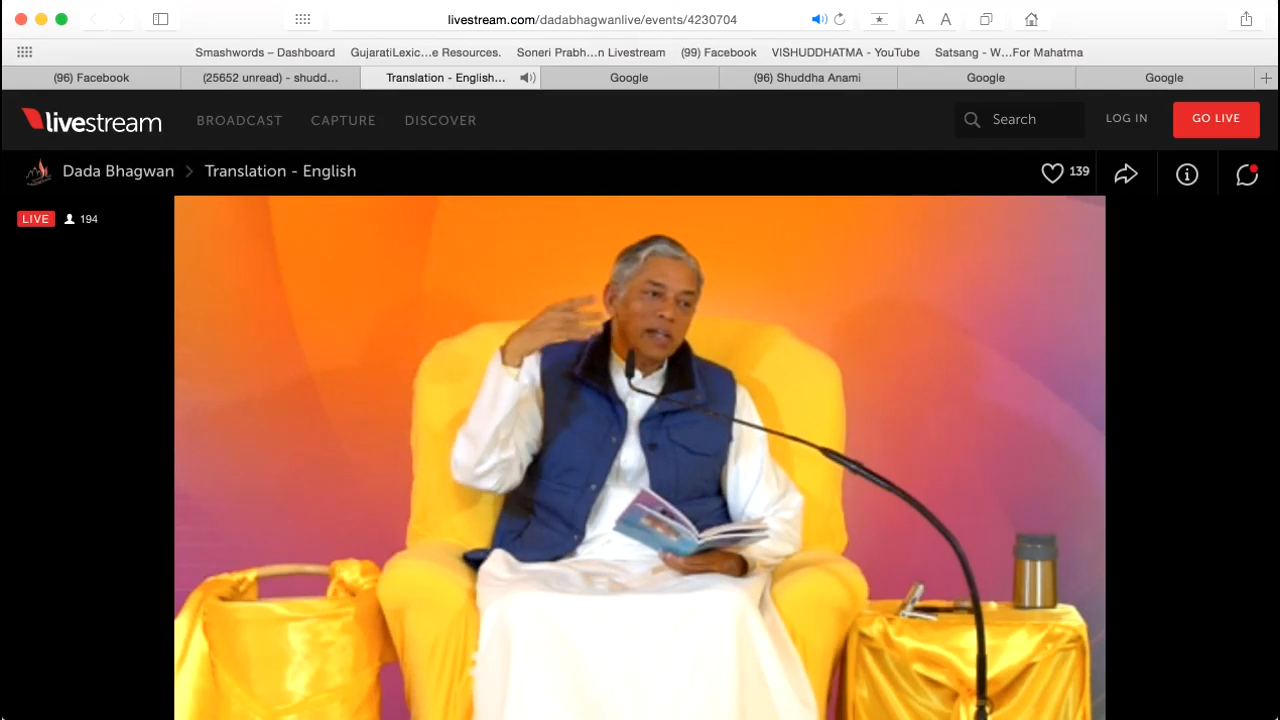 livestream.com/dadabhagwanlive/events/4230704
A A
Smashwords – Dashboard GujaratiLexic...e Resources. Soneri Prabh...n Livestream (99) Facebook VISHUDDHATMA - YouTube Satsang - W...For Mahatma
(96) Facebook (25652 unread) - shudd... Translation - English... Google (96) Shuddha Anami Google Google
livestream BROADCAST CAPTURE DISCOVER Search LOG IN GO LIVE
Dada Bhagwan > Translation - English 139
LIVE 194